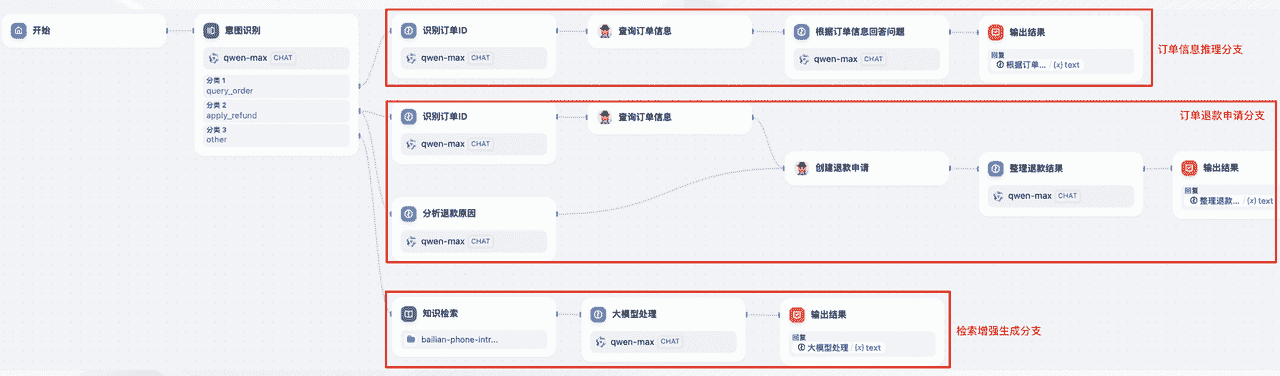 开始
意图识别
qwen-max CHAT
分类 1
query_order
分类 2
apply_refund
分类 3
other
识别订单ID
qwen-max CHAT
查询订单信息
根据订单信息回答问题
qwen-max CHAT
输出结果
回复
根据订单... / {x} text
订单信息推理分支
识别订单ID
qwen-max CHAT
查询订单信息
分析退款原因
qwen-max CHAT
创建退款申请
整理退款结果
qwen-max CHAT
输出结果
回复
整理退款... / {x} text
订单退款申请分支
知识检索
bailian-phone-intr...
大模型处理
qwen-max CHAT
输出结果
回复
大模型处理 / {x} text
检索增强生成分支